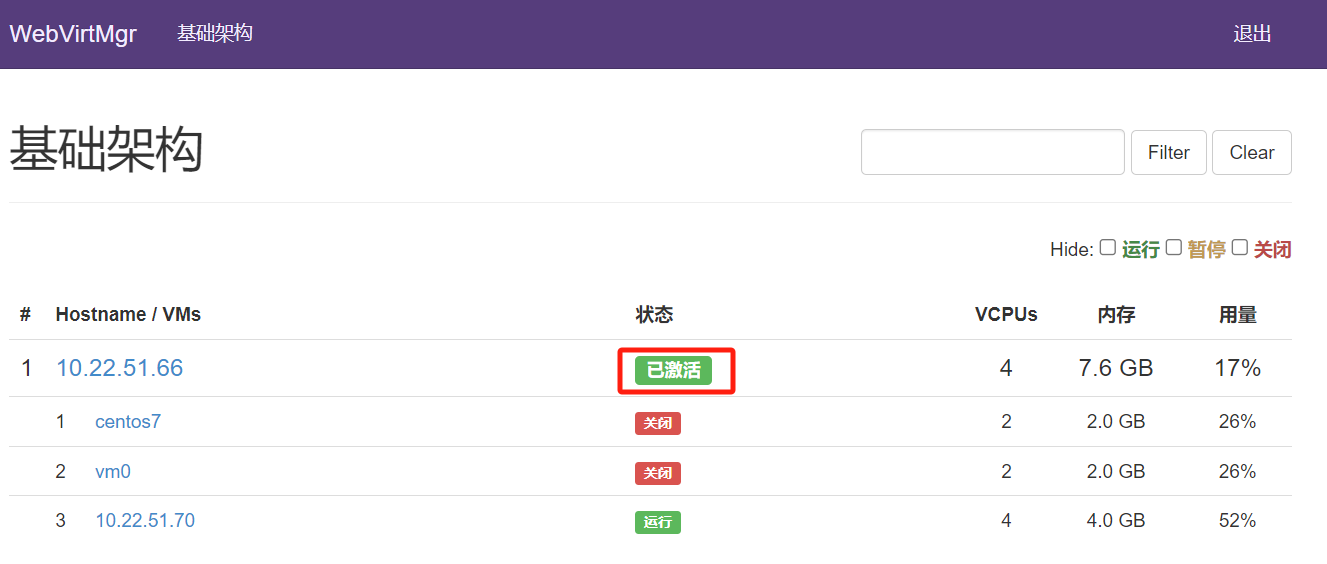 WebVirtMgr 基础架构 退出
基础架构 Filter Clear
Hide: 运行 暂停 关闭
# Hostname / VMs 状态 VCPUs 内存 用量
1 10.22.51.66 已激活 4 7.6 GB 17%
1 centos7 关闭 2 2.0 GB 26%
2 vm0 关闭 2 2.0 GB 26%
3 10.22.51.70 运行 4 4.0 GB 52%